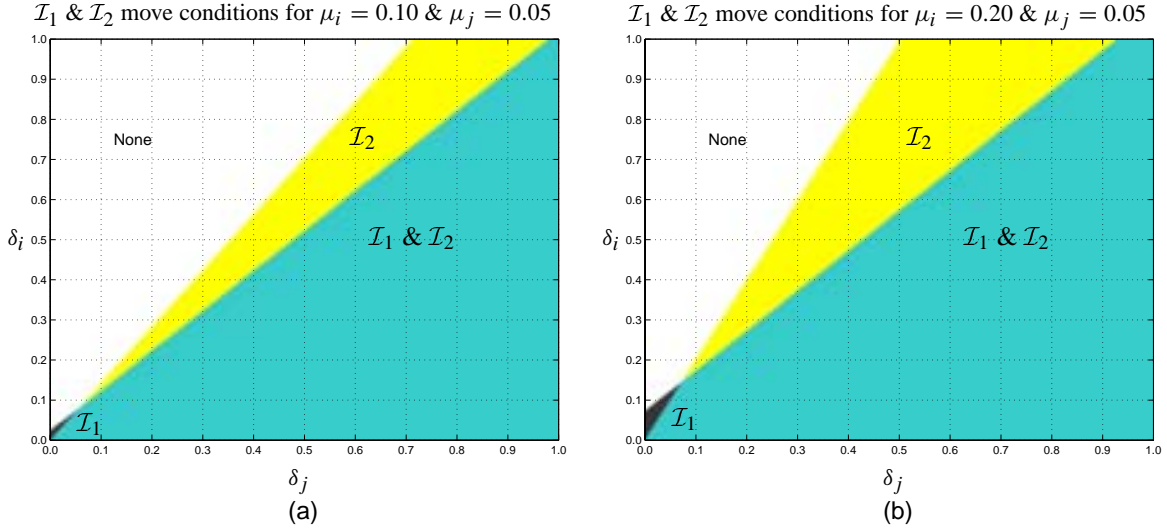 ℐ₁ & ℐ₂ move conditions for μᵢ = 0.10 & μⱼ = 0.05
1.0
0.9
0.8
0.7
0.6
0.5
0.4
0.3
0.2
0.1
0.0
δᵢ
None
ℐ₂
ℐ₁ & ℐ₂
ℐ₁
0.0 0.1 0.2 0.3 0.4 0.5 0.6 0.7 0.8 0.9 1.0
δⱼ
(a)
ℐ₁ & ℐ₂ move conditions for μᵢ = 0.20 & μⱼ = 0.05
1.0
0.9
0.8
0.7
0.6
0.5
0.4
0.3
0.2
0.1
0.0
δᵢ
None
ℐ₂
ℐ₁ & ℐ₂
ℐ₁
0.0 0.1 0.2 0.3 0.4 0.5 0.6 0.7 0.8 0.9 1.0
δⱼ
(b)